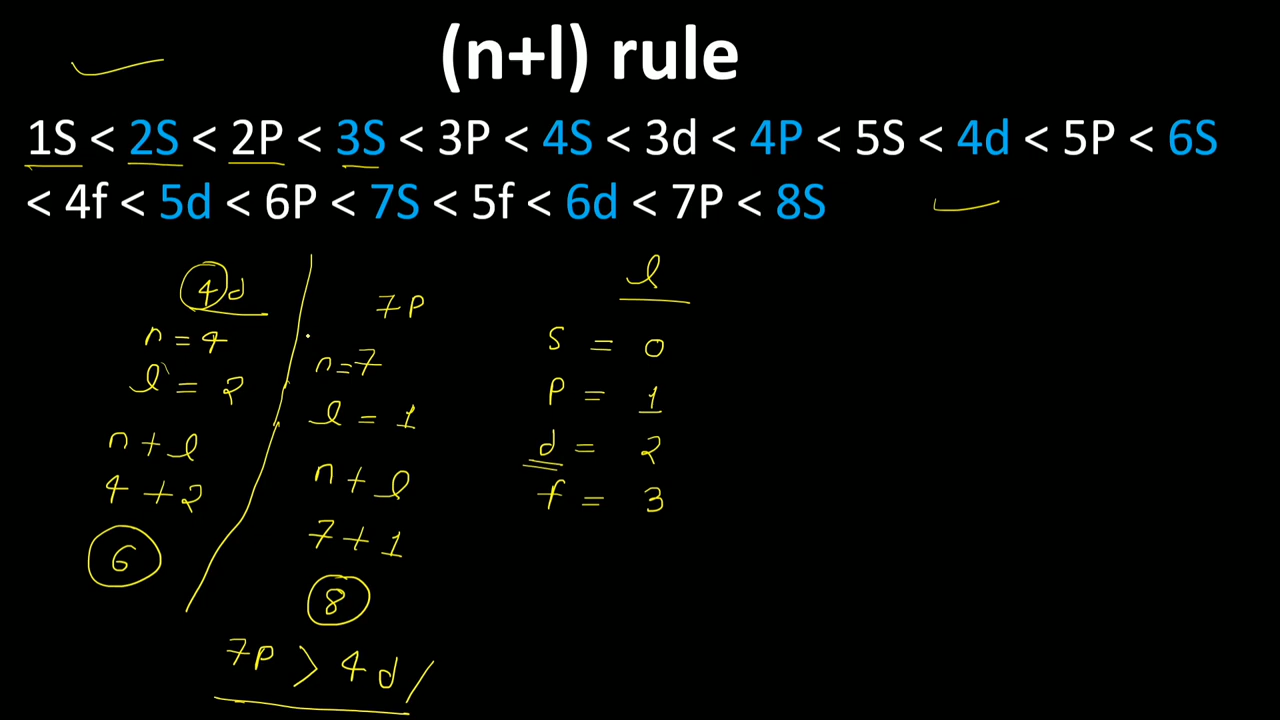 (n+l) rule
1S < 2S < 2P < 3S < 3P < 4S < 3d < 4P < 5S < 4d < 5P < 6S
< 4f < 5d < 6P < 7S < 5f < 6d < 7P < 8S
4d
n = 4
l = 2
n + l
4 + 2
6
7P
n=7
l = 1
n + l
7 + 1
8
7P > 4d
l
S = 0
P = 1
d = 2
f = 3